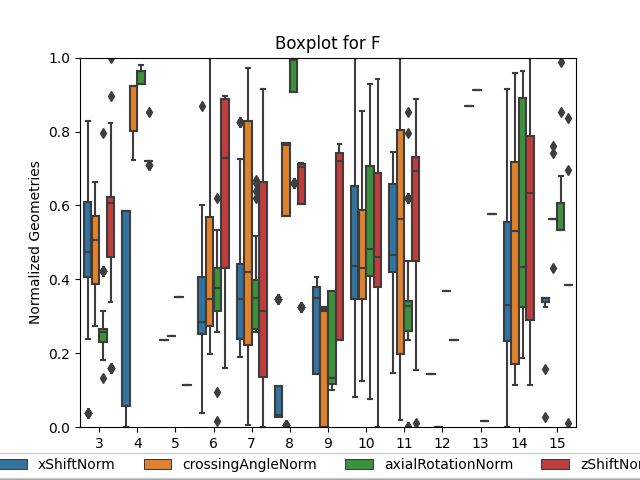 Boxplot for F
Normalized Geometries
1.0
0.8
0.6
0.4
0.2
0.0
3 4 5 6 7 8 9 10 11 12 13 14 15
xShiftNorm crossingAngleNorm axialRotationNorm zShiftNor